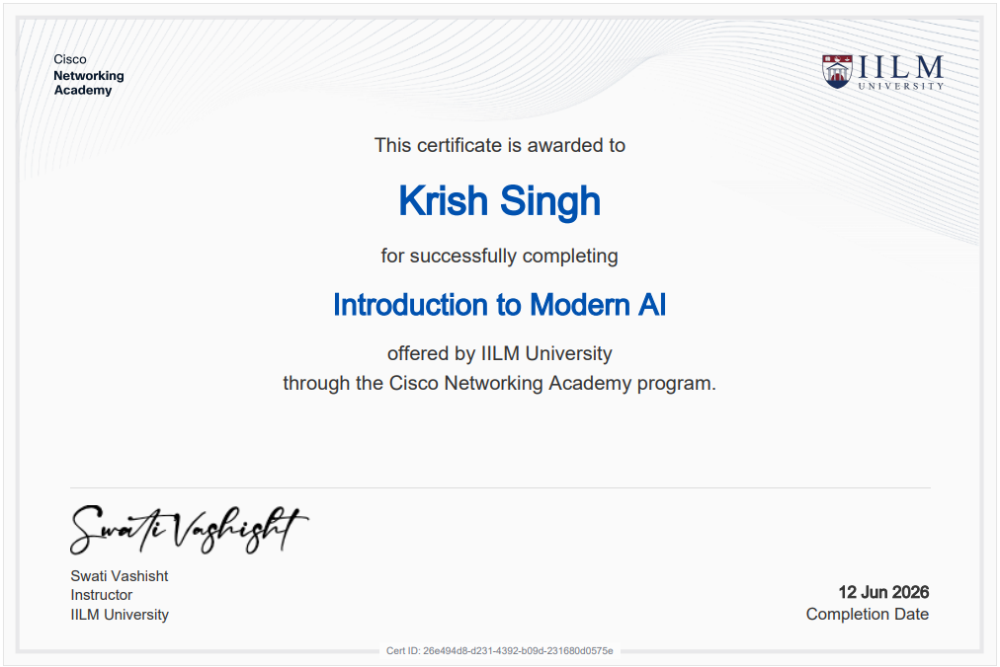 Cisco
Networking
Academy
IILM
UNIVERSITY
This certificate is awarded to
Krish Singh
for successfully completing
Introduction to Modern AI
offered by IILM University
through the Cisco Networking Academy program.
Swati Vashisht
Swati Vashisht
Instructor
IILM University
12 Jun 2026
Completion Date
Cert ID: 26e494d8-d231-4392-b09d-231680d0575e